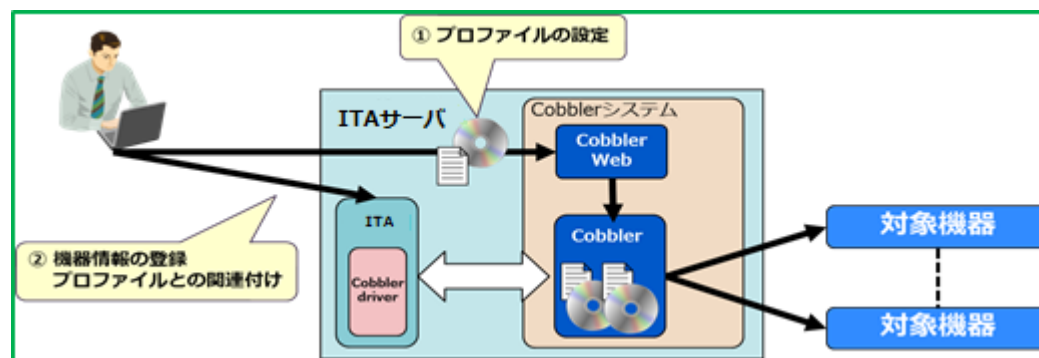 ① プロファイルの設定
ITAサーバ
Cobblerシステム
Cobbler
Web
ITA
Cobbler
driver
Cobbler
対象機器
対象機器
② 機器情報の登録
プロファイルとの関連付け